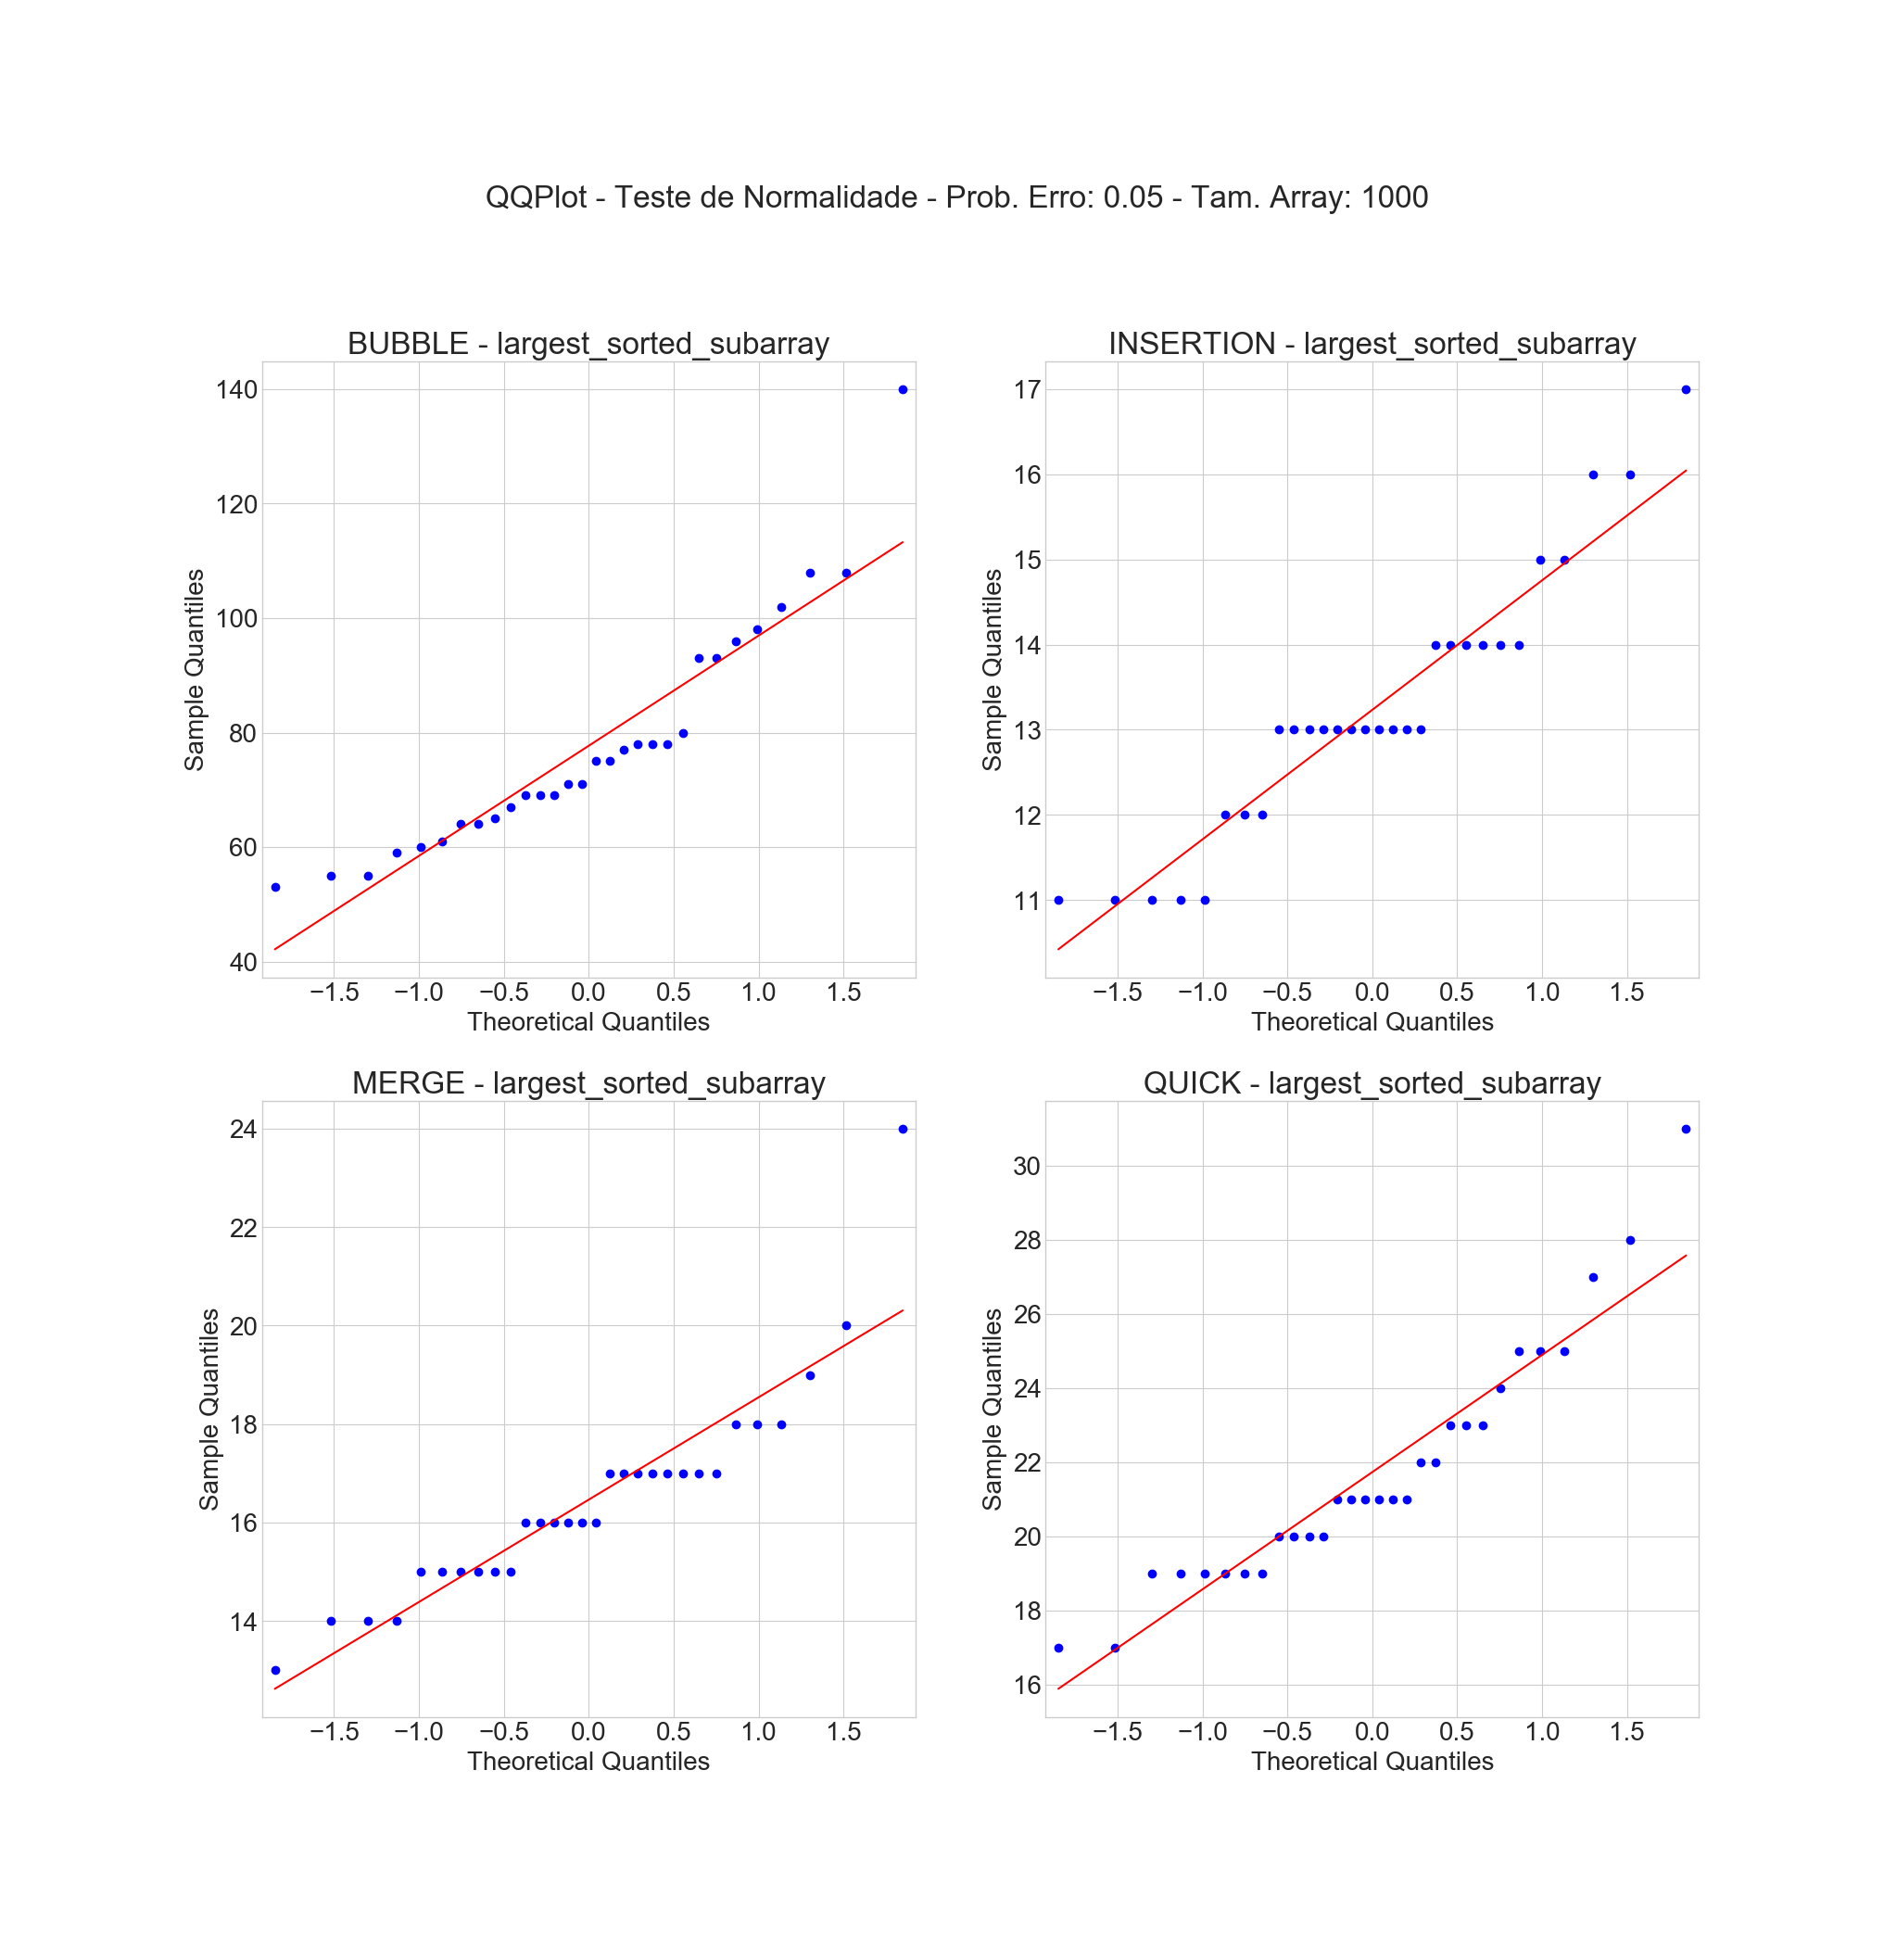 QQPlot - Teste de Normalidade - Prob. Erro: 0.05 - Tam. Array: 1000
BUBBLE - largest_sorted_subarray
140
120
100
80
60
40
Sample Quantiles
−1.5 −1.0 −0.5 0.0 0.5 1.0 1.5
Theoretical Quantiles
INSERTION - largest_sorted_subarray
17
16
15
14
13
12
11
Sample Quantiles
−1.5 −1.0 −0.5 0.0 0.5 1.0 1.5
Theoretical Quantiles
MERGE - largest_sorted_subarray
24
22
20
18
16
14
Sample Quantiles
−1.5 −1.0 −0.5 0.0 0.5 1.0 1.5
Theoretical Quantiles
QUICK - largest_sorted_subarray
30
28
26
24
22
20
18
16
Sample Quantiles
−1.5 −1.0 −0.5 0.0 0.5 1.0 1.5
Theoretical Quantiles